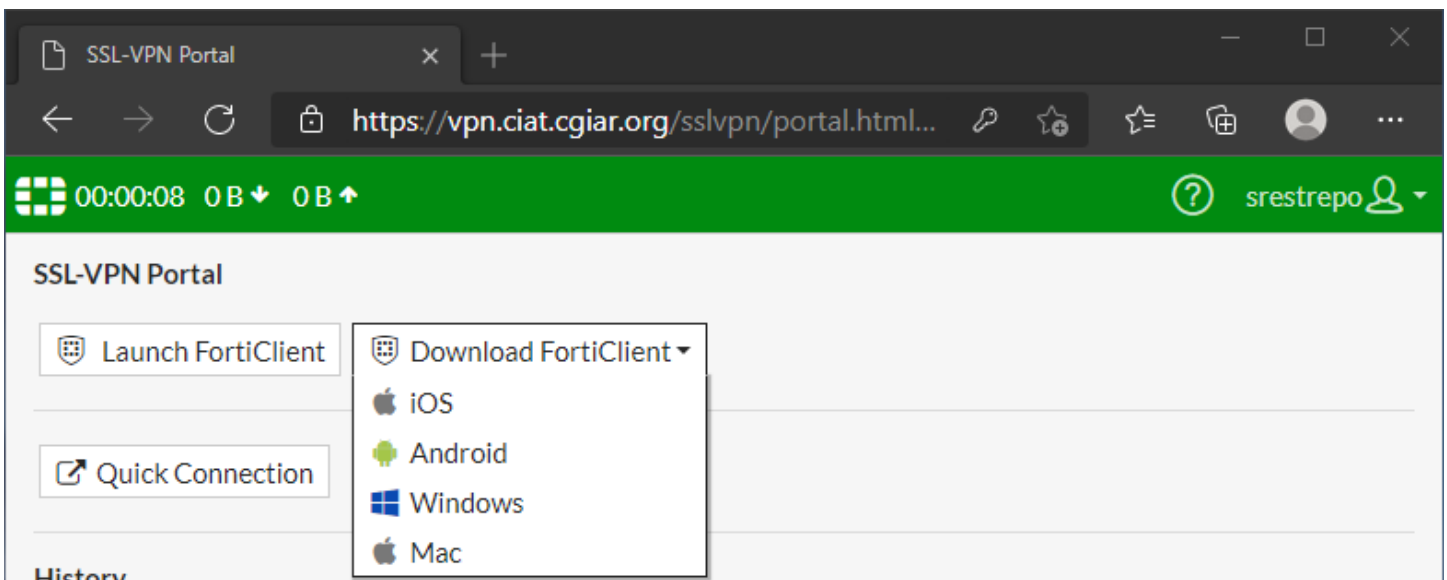 SSL-VPN Portal
https://vpn.ciat.cgiar.org/sslvpn/portal.html...
00:00:08 0 B 0 B
srestrepo
SSL-VPN Portal
Launch FortiClient
Download FortiClient
iOS
Android
Quick Connection
Windows
Mac
History